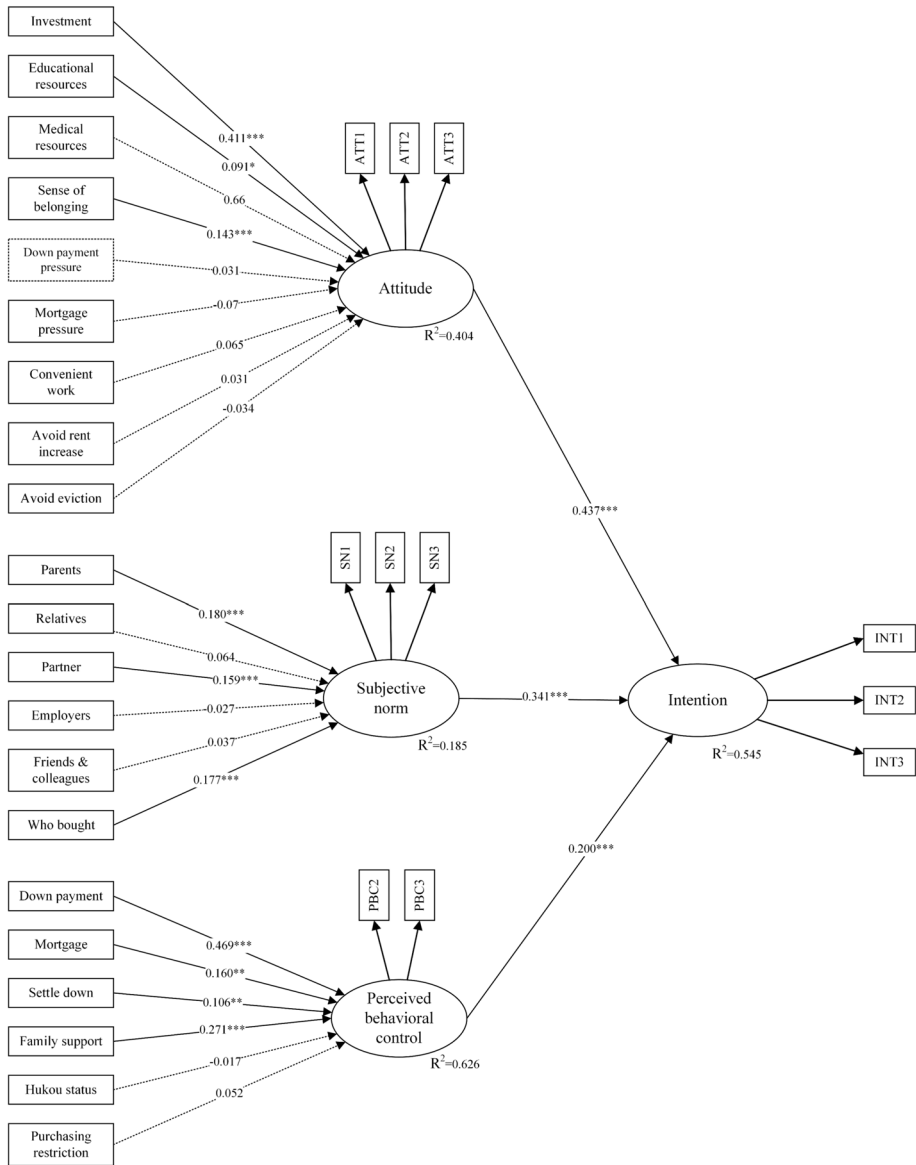 Investment
Educational
resources
Medical
resources
Sense of
belonging
Down payment
pressure
Mortgage
pressure
Convenient
work
Avoid rent
increase
Avoid eviction
0.411***
0.091*
0.66
0.143***
0.031
-0.07
0.065
0.031
-0.034
ATT1
ATT2
ATT3
Attitude
R²=0.404
0.437***
Parents
Relatives
Partner
Employers
Friends &
colleagues
Who bought
0.180***
0.064
0.159***
-0.027
0.037
0.177***
SN1
SN2
SN3
Subjective
norm
R²=0.185
0.341***
Intention
R²=0.545
INT1
INT2
INT3
Down payment
Mortgage
Settle down
Family support
Hukou status
Purchasing
restriction
0.469***
0.160**
0.106**
0.271***
-0.017
0.052
PBC2
PBC3
Perceived
behavioral
control
R²=0.626
0.200***